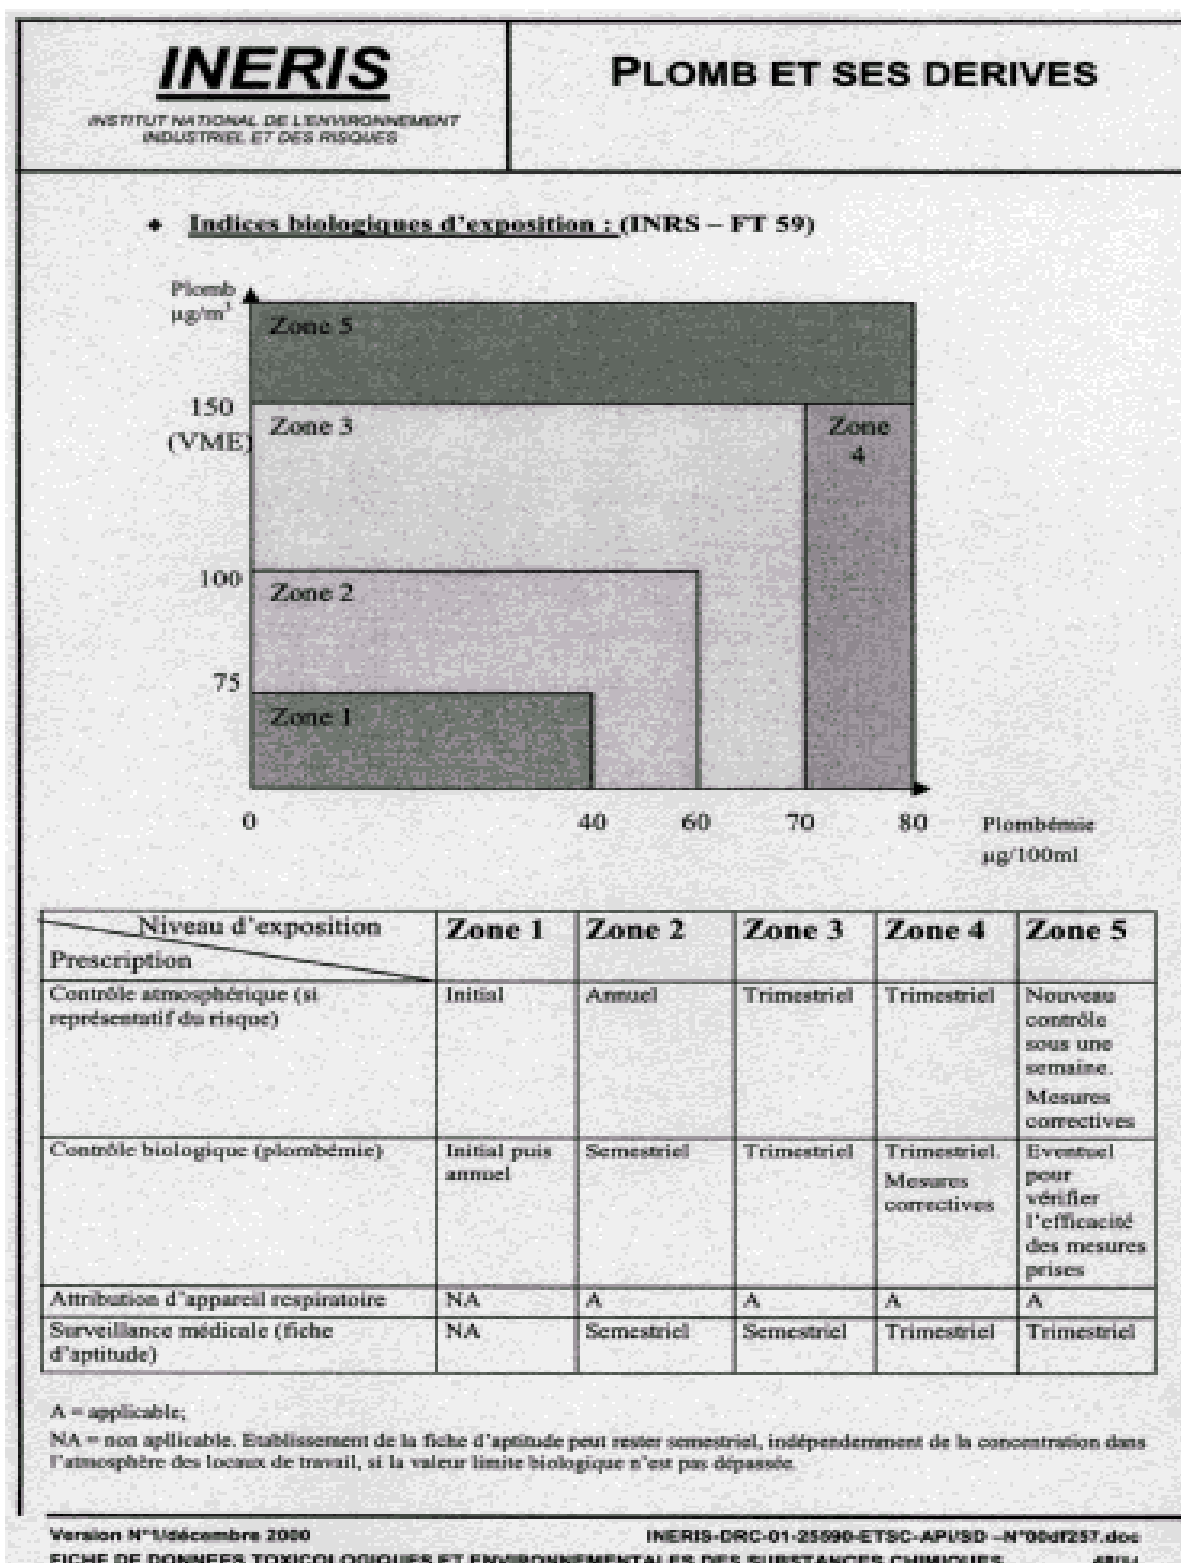 INERIS
INSTITUT NATIONAL DE L'ENVIRONNEMENT
INDUSTRIEL ET DES RISQUES
PLOMB ET SES DERIVES
Indices biologiques d'exposition : (INRS – FT 59)
Plomb
µg/m³
Zone 5
150
(VME)
Zone 3
Zone
4
100
Zone 2
75
Zone 1
0 40 60 70 80
Plombémie
µg/100ml
Niveau d'exposition
Prescription
Zone 1
Zone 2
Zone 3
Zone 4
Zone 5
Contrôle atmosphérique (si
représentatif du risque)
Initial
Annuel
Trimestriel
Trimestriel
Nouveau
contrôle
sous une
semaine.
Mesures
correctives
Contrôle biologique (plombémie)
Initial puis
annuel
Semestriel
Trimestriel
Trimestriel.
Mesures
correctives
Eventuel
pour
vérifier
l'efficacité
des mesures
prises
Attribution d'appareil respiratoire
NA
A
A
A
A
Surveillance médicale (fiche
d'aptitude)
NA
Semestriel
Semestriel
Trimestriel
Trimestriel
A = applicable;
NA = non apllicable. Etablissement de la fiche d'aptitude peut rester semestriel, indépendemment de la concentration dans
l'atmosphère des locaux de travail, si la valeur limite biologique n'est pas dépassée.
Version N°1/décembre 2000
INERIS-DRC-01-25590-ETSC-API/SD –N°00df257.doc
FICHE DE DONNEES TOXICOLOGIQUES ET ENVIRONNEMENTALES DES SUBSTANCES CHIMIQUES